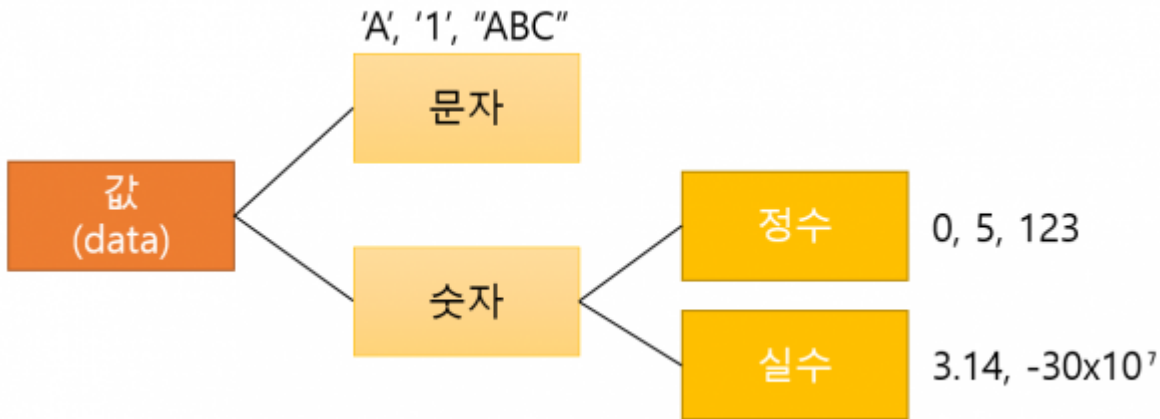 ‘A’, ‘1’, “ABC”
문자
값
(data)
정수
0, 5, 123
숫자
실수
3.14, -30x10⁷